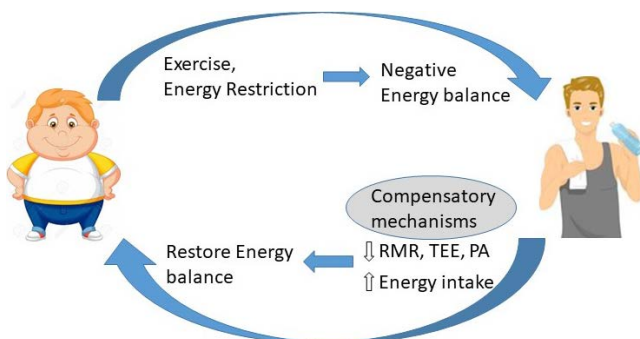 Exercise,
Energy Restriction
Negative
Energy balance
Compensatory
mechanisms
⇩ RMR, TEE, PA
⇧ Energy intake
Restore Energy
balance